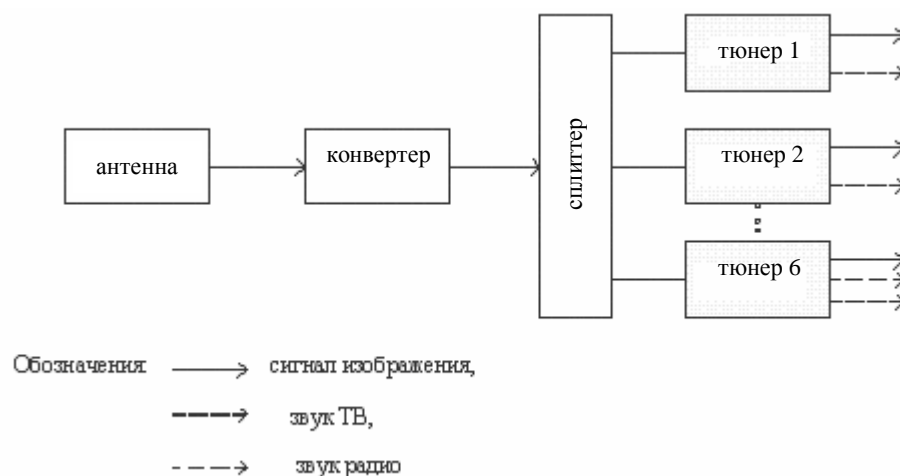 тюнер 1
антенна
конвертер
сплиттер
тюнер 2
тюнер 6
Обозначения
сигнал изображения,
звук ТВ,
звук радио